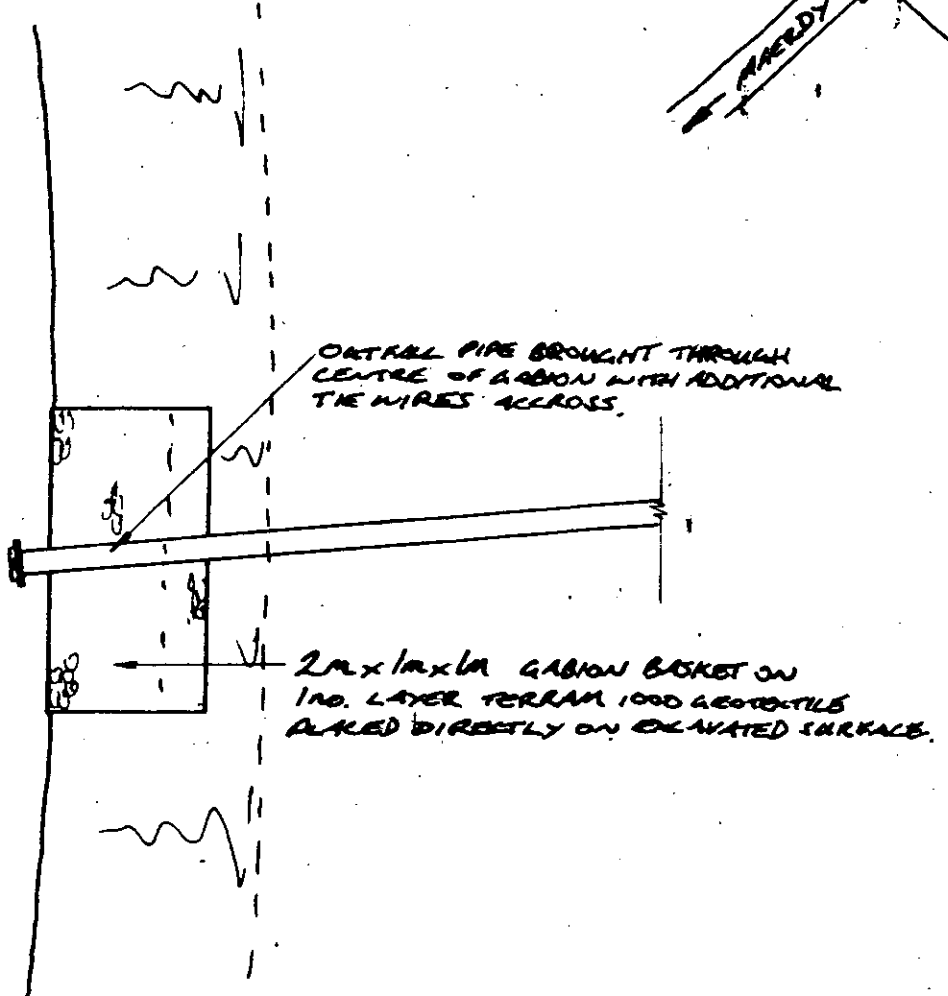 MAERDY
OUTFALL PIPE BROUGHT THROUGH
CENTRE OF GABION WITH ADDITIONAL
TIE WIRES ACCROSS.
2m x 1m x 1m GABION BASKET ON
1NO. LAYER TERRAM 1000 GEOTEXTILE
PLACED DIRECTLY ON EXCAVATED SURFACE.